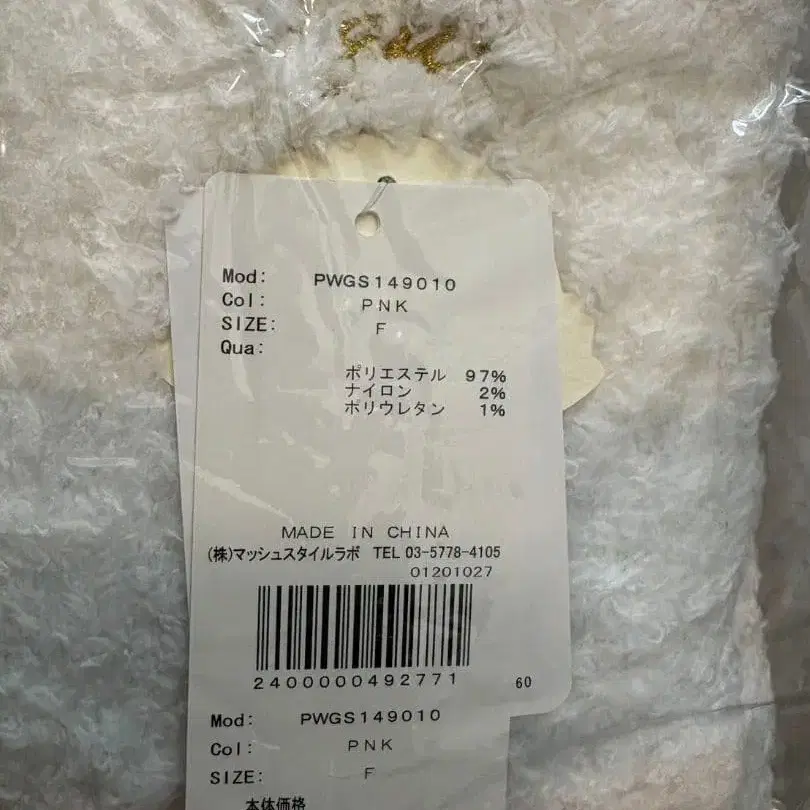 Mod: PWGS149010
Col: PNK
SIZE: F
Qua:
ポリエステル 97%
ナイロン 2%
ポリウレタン 1%
MADE IN CHINA
(株)マッシュスタイルラボ TEL 03-5778-4105
01201027
2400000492771 60
Mod: PWGS149010
Col: PNK
SIZE: F
本体価格